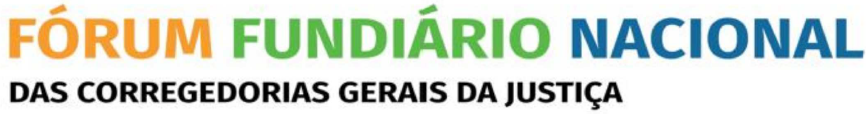 FÓRUM FUNDIÁRIO NACIONAL
DAS CORREGEDORIAS GERAIS DA JUSTIÇA